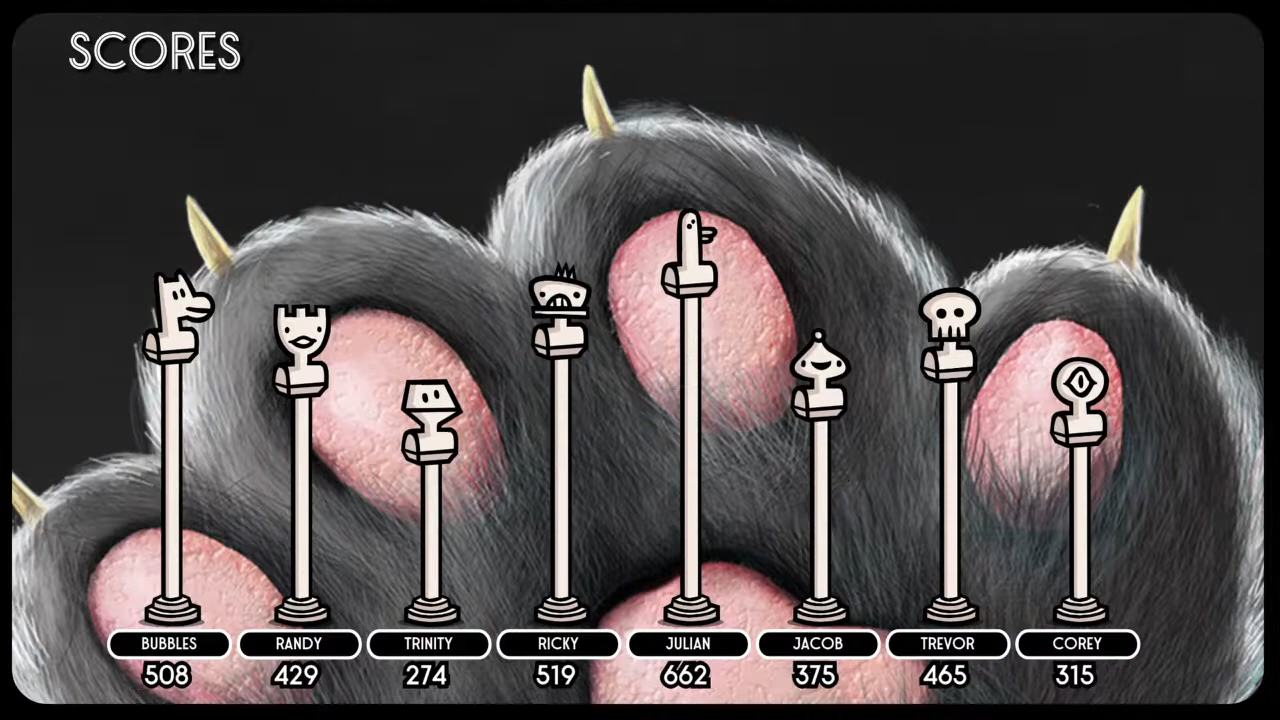 SCORES
BUBBLES RANDY TRINITY RICKY JULIAN JACOB TREVOR COREY
508 429 274 519 662 375 465 315